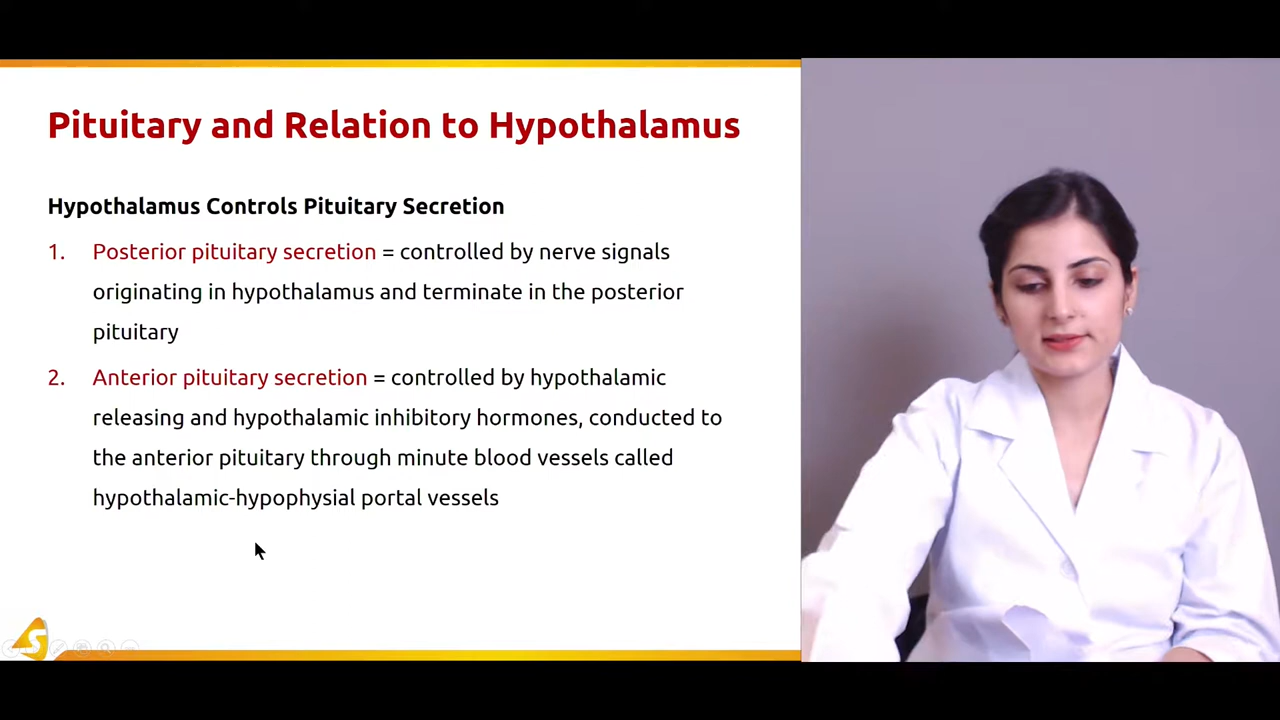 Pituitary and Relation to Hypothalamus
Hypothalamus Controls Pituitary Secretion
1. Posterior pituitary secretion = controlled by nerve signals
originating in hypothalamus and terminate in the posterior
pituitary
2. Anterior pituitary secretion = controlled by hypothalamic
releasing and hypothalamic inhibitory hormones, conducted to
the anterior pituitary through minute blood vessels called
hypothalamic-hypophysial portal vessels
S